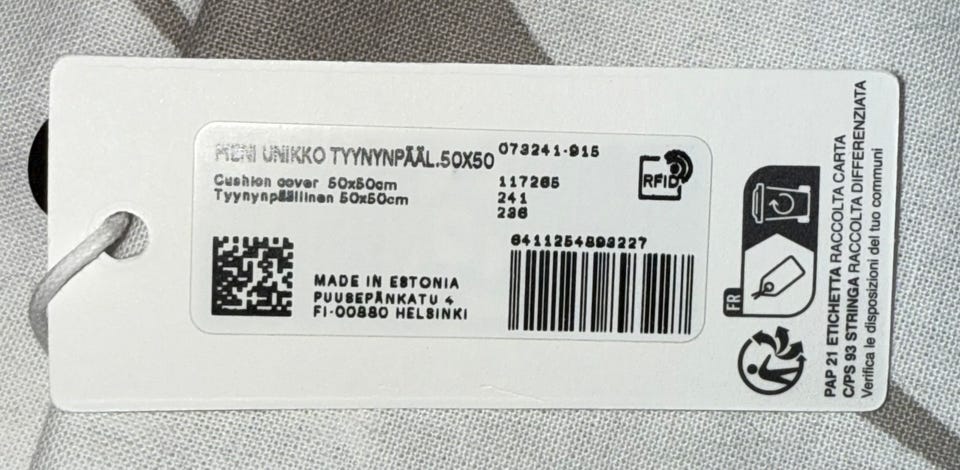 PIENI UNIKKO TYYNYNPÄÄL.50X50
073241-915
Cushion cover 50x50cm
117265
Tyynynpäällinen 50x50cm
241
236
RFID
6411254893227
MADE IN ESTONIA
PUUSEPÄNKATU 4
FI-00880 HELSINKI
FR
PAP 21 ETICHETTA RACCOLTA CARTA
C/PS 93 STRINGA RACCOLTA DIFFERENZIATA
Verifica le disposizioni del tuo communi